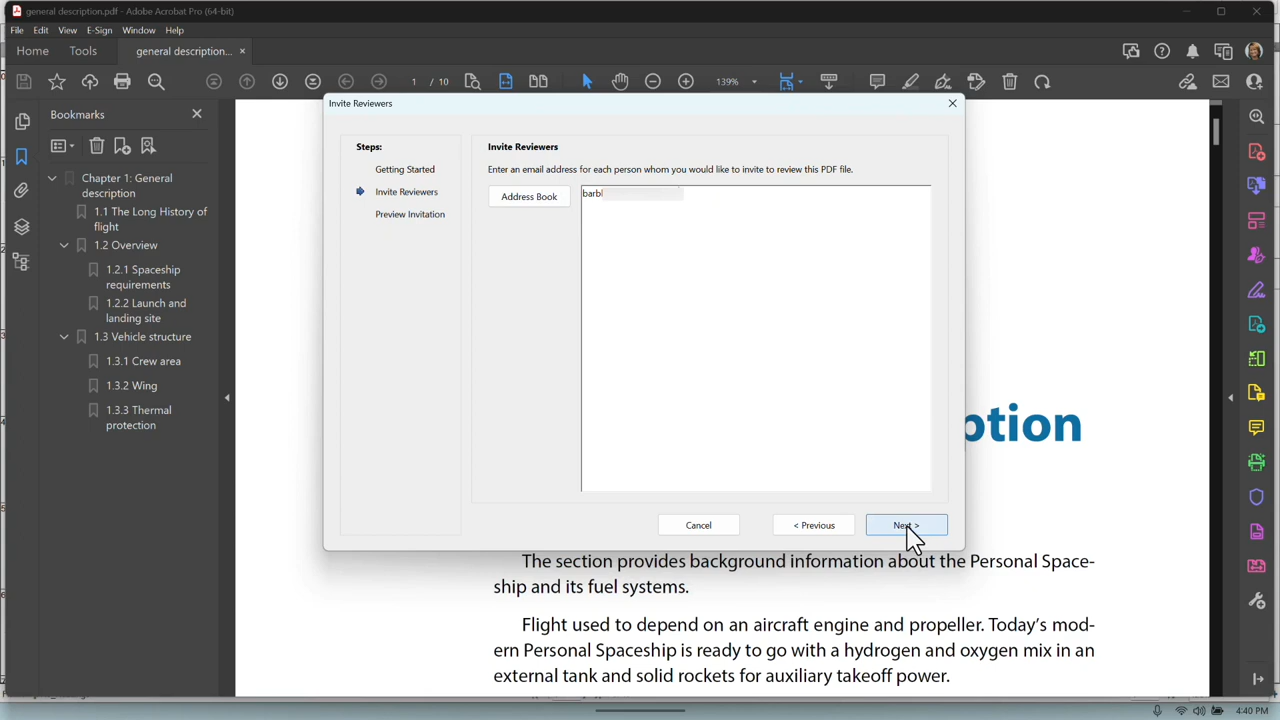 general description.pdf - Adobe Acrobat Pro (64-bit)
File Edit View E-Sign Window Help
Home Tools general description... ×
1 / 10 139%
Bookmarks
Chapter 1: General
description
1.1 The Long History of
flight
1.2 Overview
1.2.1 Spaceship
requirements
1.2.2 Launch and
landing site
1.3 Vehicle structure
1.3.1 Crew area
1.3.2 Wing
1.3.3 Thermal
protection
Invite Reviewers
Steps:
Getting Started
Invite Reviewers
Preview Invitation
Invite Reviewers
Enter an email address for each person whom you would like to invite to review this PDF file.
Address Book
Cancel < Previous Next >
ption
The section provides background information about the Personal Space-
ship and its fuel systems.
Flight used to depend on an aircraft engine and propeller. Today's mod-
ern Personal Spaceship is ready to go with a hydrogen and oxygen mix in an
external tank and solid rockets for auxiliary takeoff power.
4:40 PM